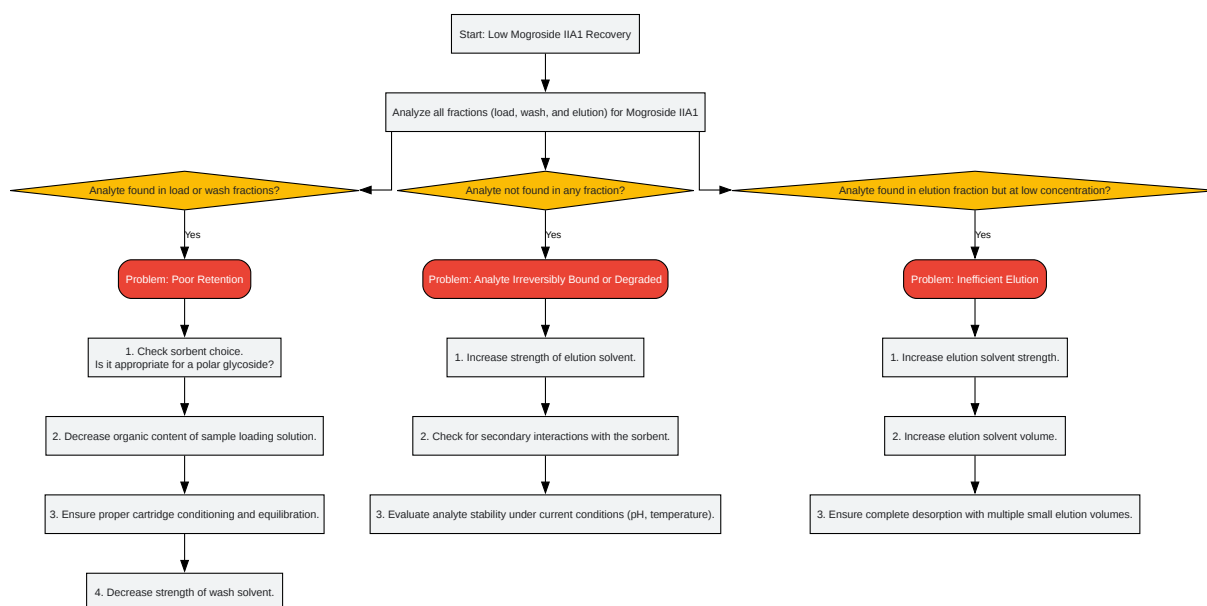 Start: Low Mogroside IIA1 Recovery
Analyze all fractions (load, wash, and elution) for Mogroside IIA1
Analyte found in load or wash fractions?
Analyte not found in any fraction?
Analyte found in elution fraction but at low concentration?
Yes
Yes
Yes
Problem: Poor Retention
Problem: Analyte Irreversibly Bound or Degraded
Problem: Inefficient Elution
1. Check sorbent choice.
Is it appropriate for a polar glycoside?
1. Increase strength of elution solvent.
1. Increase elution solvent strength.
2. Decrease organic content of sample loading solution.
2. Check for secondary interactions with the sorbent.
2. Increase elution solvent volume.
3. Ensure proper cartridge conditioning and equilibration.
3. Evaluate analyte stability under current conditions (pH, temperature).
3. Ensure complete desorption with multiple small elution volumes.
4. Decrease strength of wash solvent.